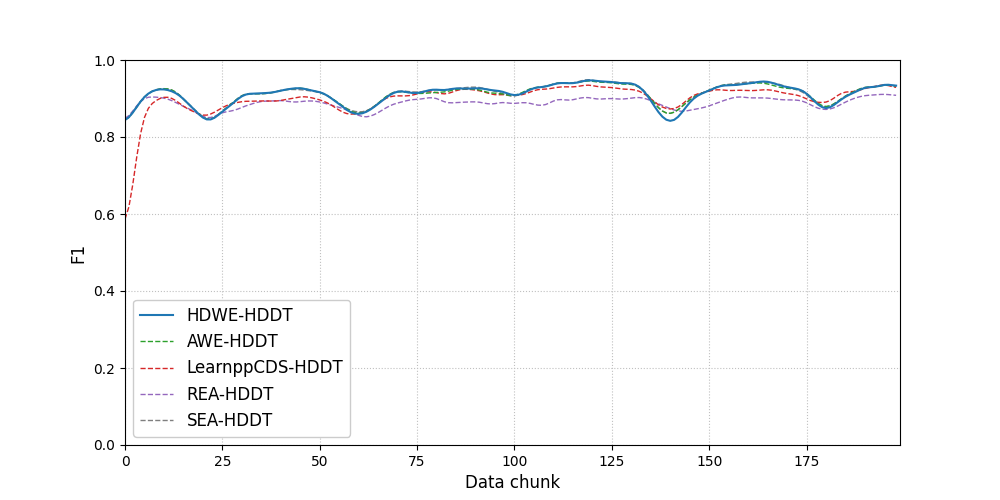 1.0
0.8
0.6
0.4
0.2
0.0
F1
HDWE-HDDT
AWE-HDDT
LearnppCDS-HDDT
REA-HDDT
SEA-HDDT
0 25 50 75 100 125 150 175
Data chunk